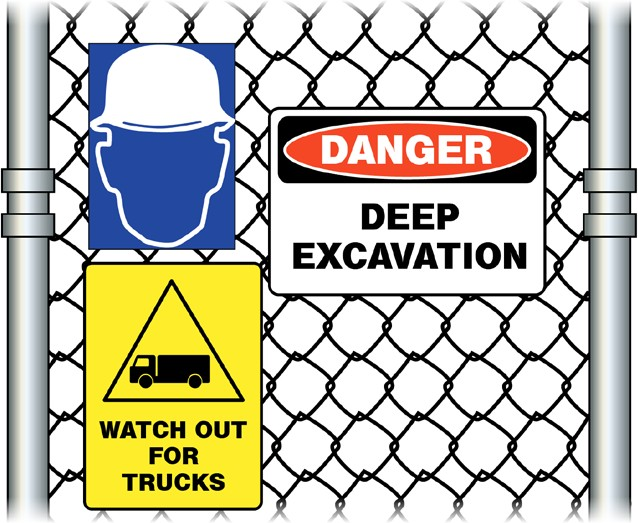 DANGER
DEEP
EXCAVATION
WATCH OUT
FOR
TRUCKS